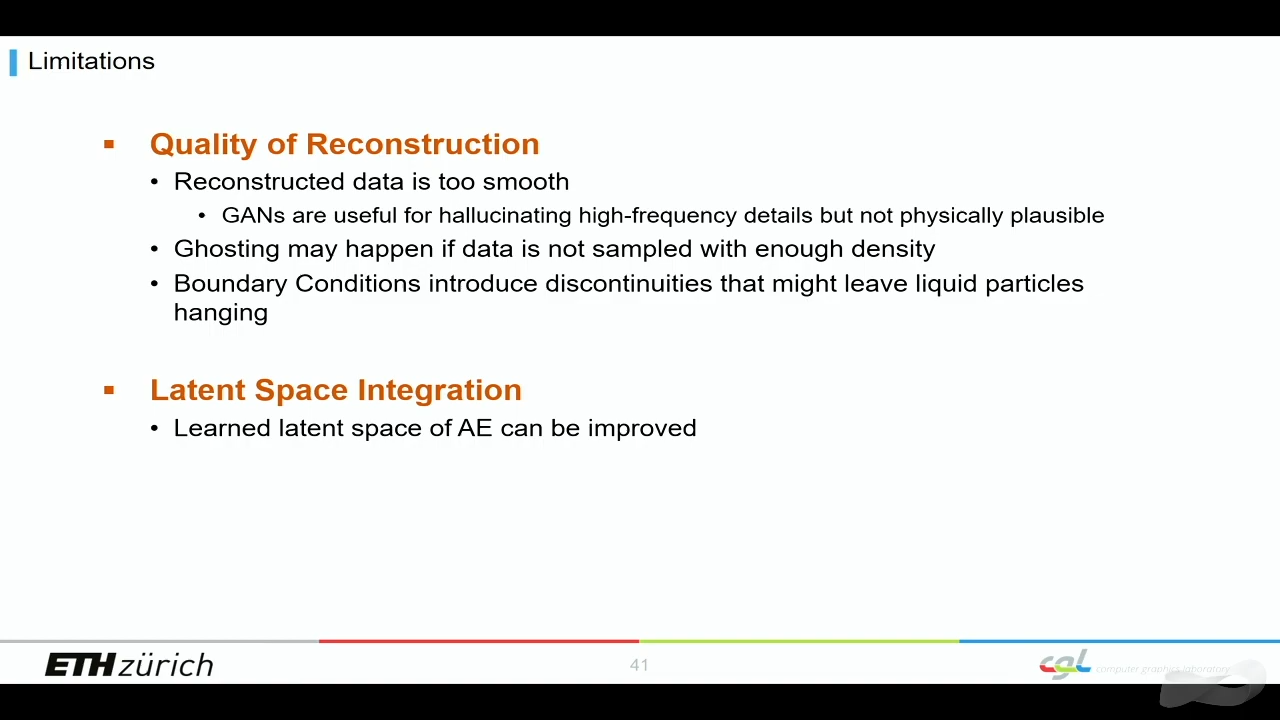 Limitations
Quality of Reconstruction
Reconstructed data is too smooth
GANs are useful for hallucinating high-frequency details but not physically plausible
Ghosting may happen if data is not sampled with enough density
Boundary Conditions introduce discontinuities that might leave liquid particles
hanging
Latent Space Integration
Learned latent space of AE can be improved
ETH zürich
41
cgl computer graphics laboratory